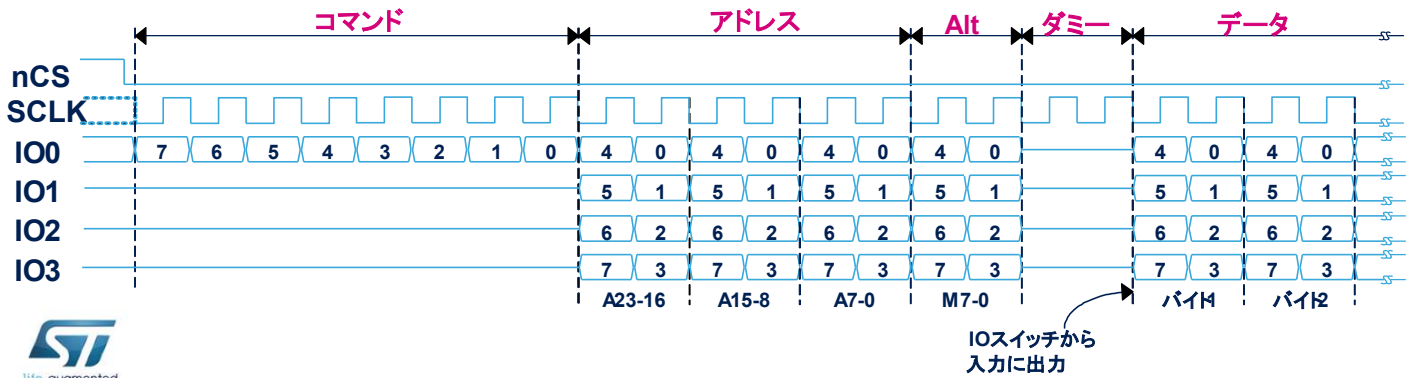 コマンド アドレス Alt ダミー データ
nCS
SCLK
IO0 7 6 5 4 3 2 1 0 4 0 4 0 4 0 4 0 4 0 4 0
IO1 5 1 5 1 5 1 5 1 5 1 5 1
IO2 6 2 6 2 6 2 6 2 6 2 6 2
IO3 7 3 7 3 7 3 7 3 7 3 7 3
A23-16 A15-8 A7-0 M7-0 バイト1 バイト2
IOスイッチから
入力に出力
ST
life.augmented